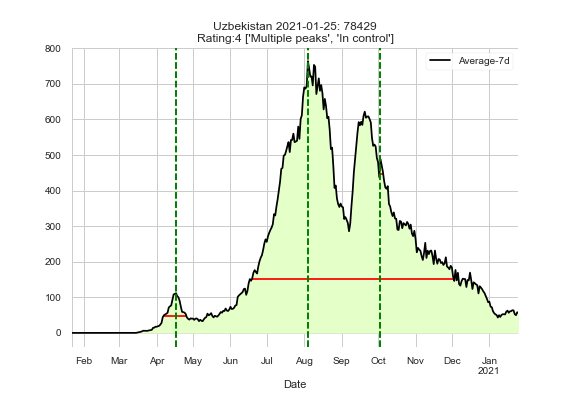 Uzbekistan 2021-01-25: 78429
Rating:4 ['Multiple peaks', 'In control']
Average-7d
800
700
600
500
400
300
200
100
0
Feb Mar Apr May Jun Jul Aug Sep Oct Nov Dec Jan
2021
Date